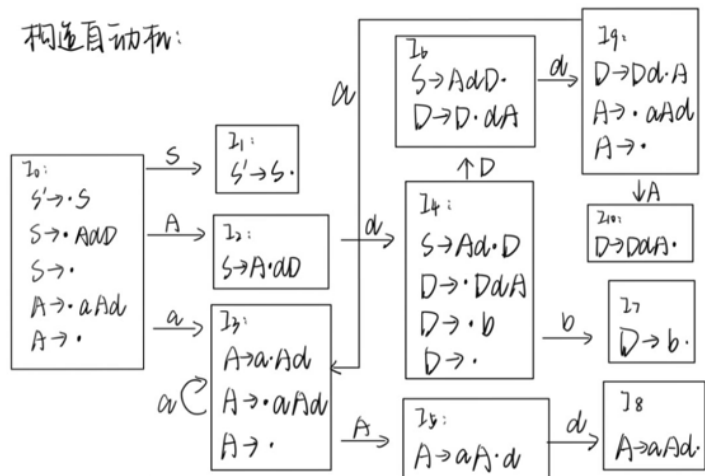 构造自动机:
I₀:
S'→·S
S→·AdD
S→·
A→·aAd
A→·
S
I₁:
S'→S·
A
I₂:
S→A·dD
a
I₃:
A→a·Ad
A→·aAd
A→·
a
d
I₄:
S→Ad·D
D→·DdA
D→·b
D→·
A
I₅:
A→aA·d
D
I₆
S→AdD·
D→D·dA
d
I₉:
D→Dd·A
A→·aAd
A→·
a
A
I₁₀:
D→DdA·
b
I₇
D→b·
d
I₈
A→aAd·